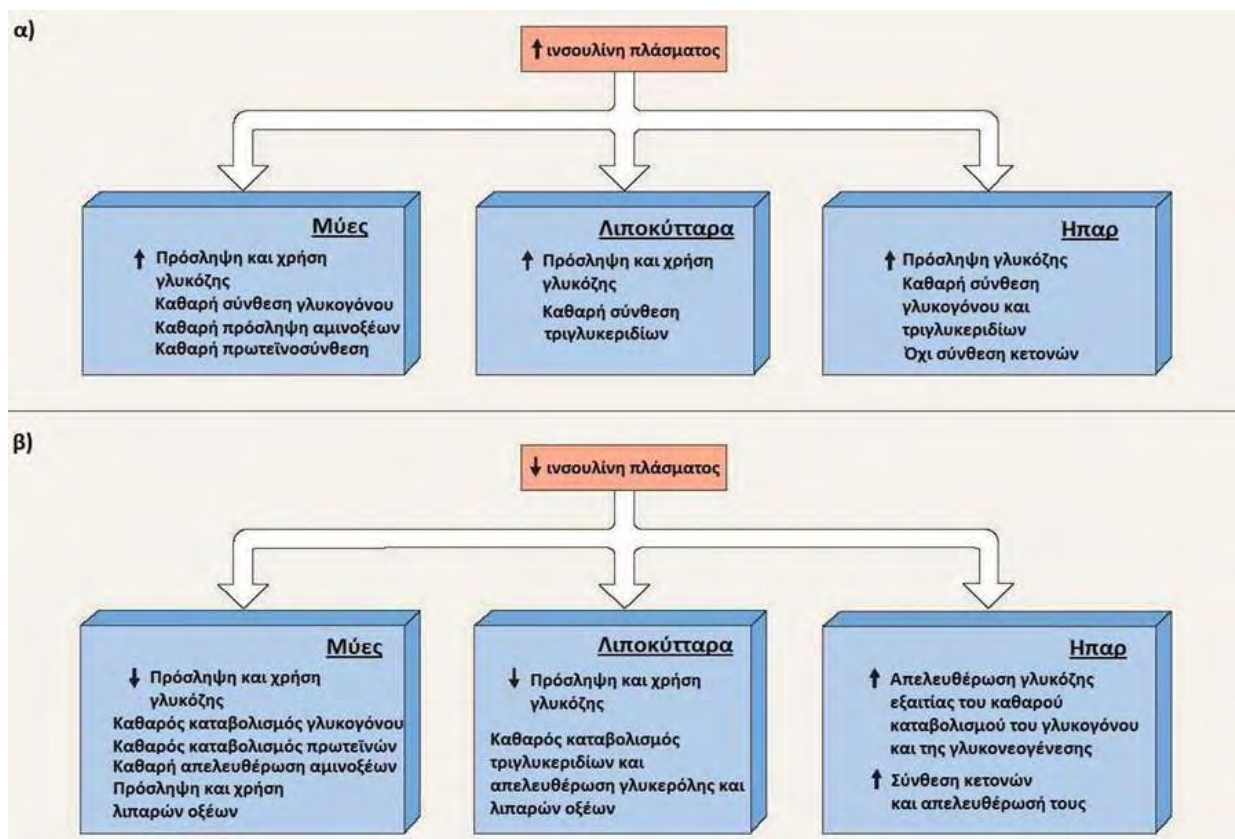 α)
↑ ινσουλίνη πλάσματος
Μύες
↑ Πρόσληψη και χρήση
γλυκόζης
Καθαρή σύνθεση γλυκογόνου
Καθαρή πρόσληψη αμινοξέων
Καθαρή πρωτεϊνοσύνθεση
Λιποκύτταρα
↑ Πρόσληψη και χρήση
γλυκόζης
Καθαρή σύνθεση
τριγλυκεριδίων
Ηπαρ
↑ Πρόσληψη γλυκόζης
Καθαρή σύνθεση
γλυκογόνου και
τριγλυκεριδίων
Όχι σύνθεση κετονών
β)
↓ ινσουλίνη πλάσματος
Μύες
↓ Πρόσληψη και χρήση
γλυκόζης
Καθαρός καταβολισμός γλυκογόνου
Καθαρός καταβολισμός πρωτεϊνών
Καθαρή απελευθέρωση αμινοξέων
Πρόσληψη και χρήση
λιπαρών οξέων
Λιποκύτταρα
↓ Πρόσληψη και χρήση
γλυκόζης
Καθαρός καταβολισμός
τριγλυκεριδίων και
απελευθέρωση γλυκερόλης και
λιπαρών οξέων
Ηπαρ
↑ Απελευθέρωση γλυκόζης
εξαιτίας του καθαρού
καταβολισμού του γλυκογόνου
και της γλυκονεογένεσης
↑ Σύνθεση κετονών
και απελευθέρωσή τους